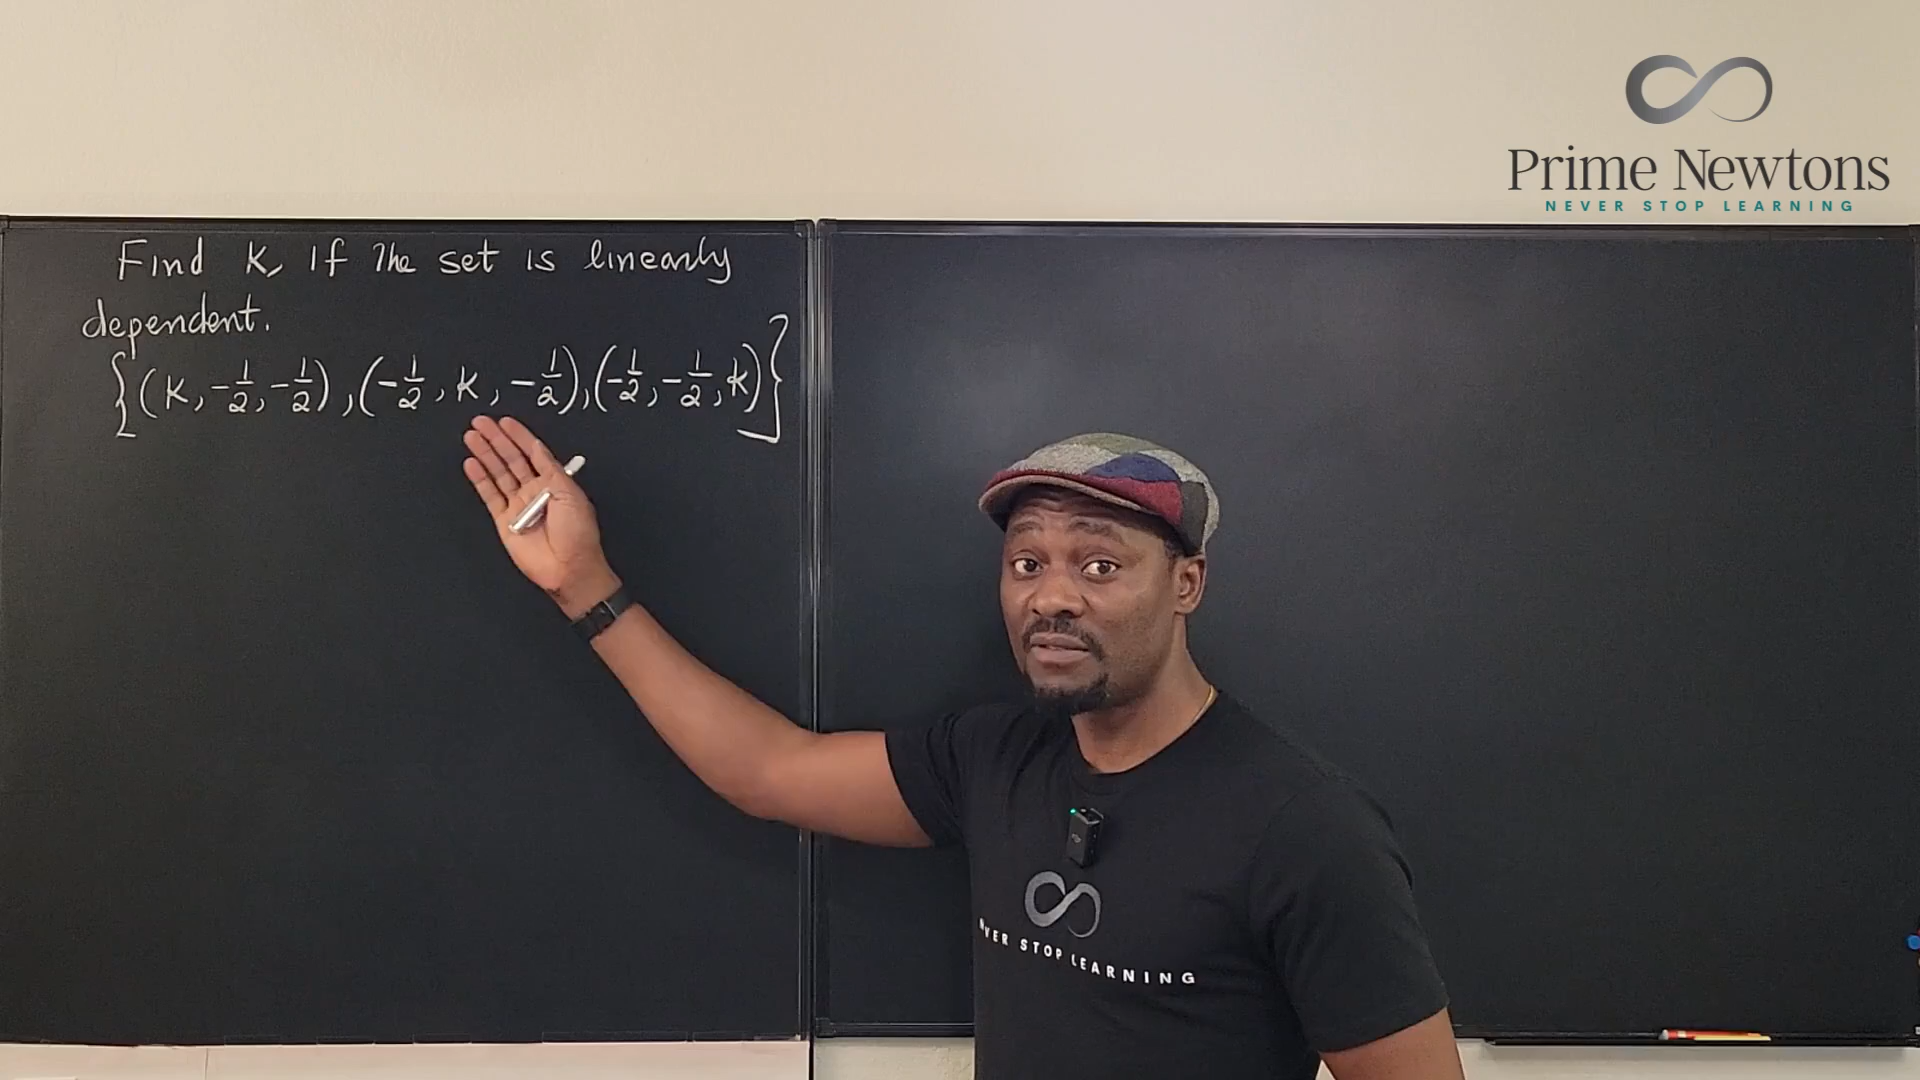 Find K, if the set is linearly
dependent.
{(K, -1/2, -1/2), (-1/2, K, -1/2), (-1/2, -1/2, K)}
Prime Newtons
NEVER STOP LEARNING
NEVER STOP LEARNING